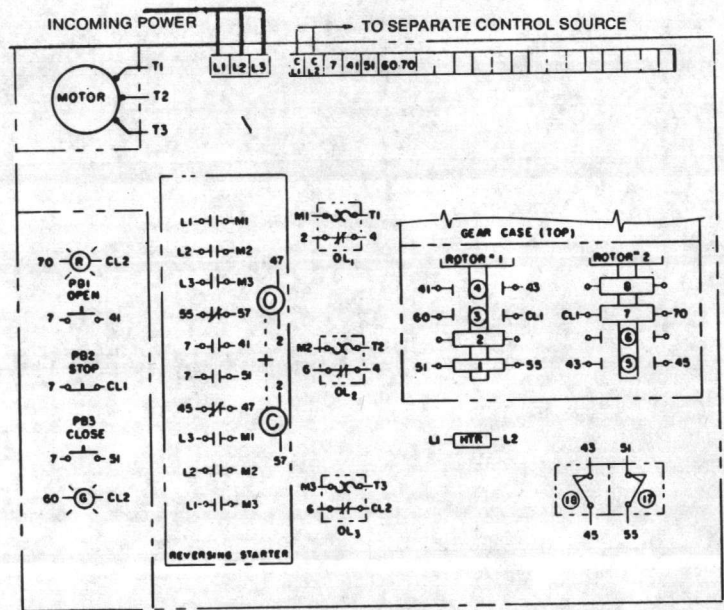 INCOMING POWER
TO SEPARATE CONTROL SOURCE
L1 L2 L3
CL1 CL2 7 41 51 60 70
MOTOR
T1
T2
T3
70 R CL2
PB1
OPEN
7 41
PB2
STOP
7 CL1
PB3
CLOSE
7 51
60 G CL2
L1 M1
L2 M2
L3 M3
55 57
7 41
7 51
45 47
L3 M1
L2 M2
L1 M3
REVERSING STARTER
47
O
2
+
2
C
57
M1 T1
2 4
OL1
M2 T2
6 4
OL2
M3 T3
6 CL2
OL3
GEAR CASE (TOP)
ROTOR #1
41 4 43
60 3 CL1
2
51 1 55
ROTOR #2
8
CL1 7 70
6
43 5 45
L1 HTR L2
43 51
18 17
45 55